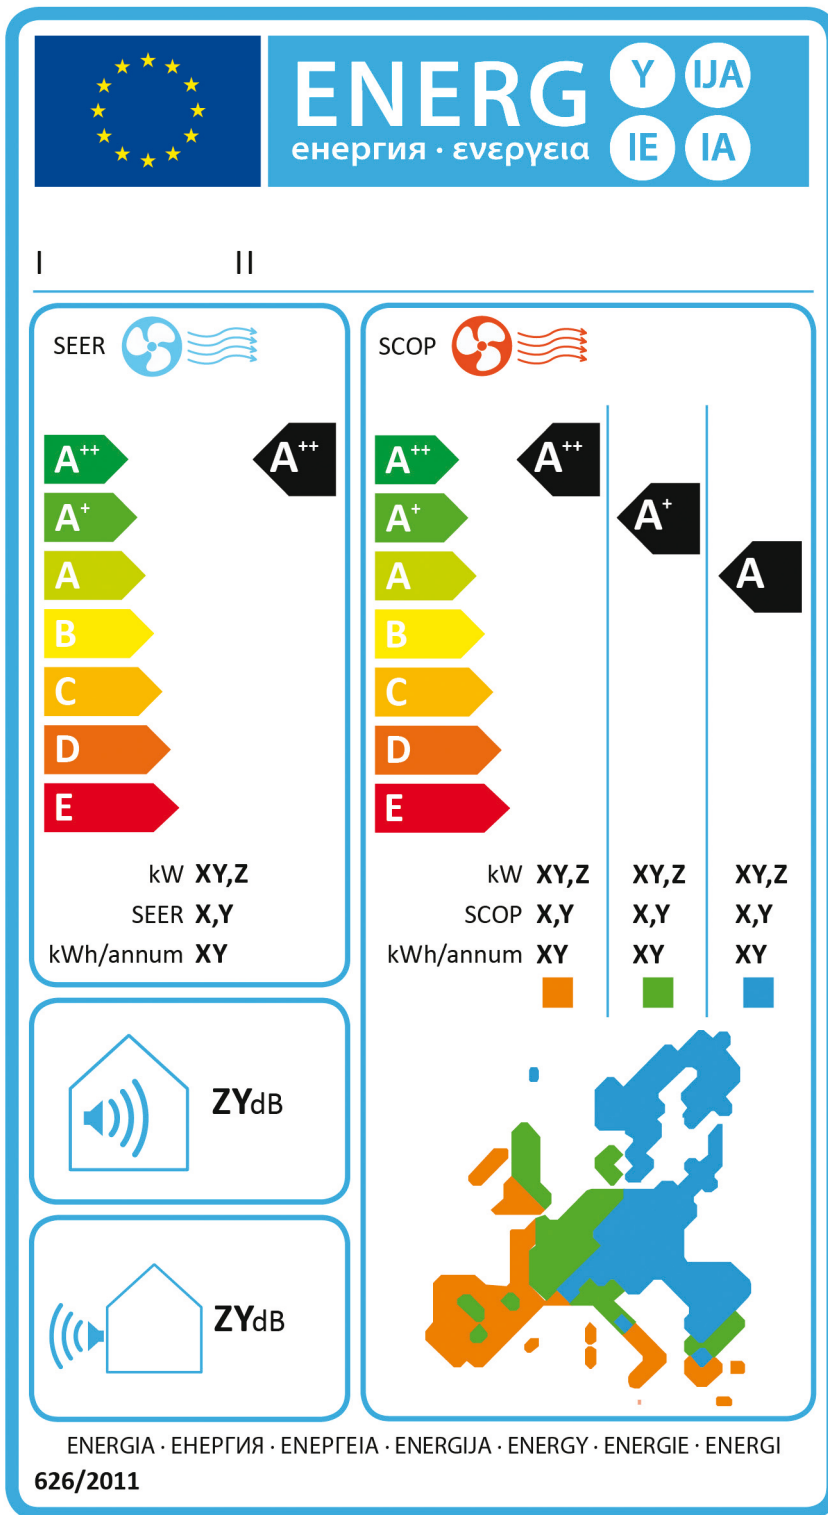 ENERG Y IJA
енергия · ενεργεια IE IA
I II
SEER
A++ A++
A+
A
B
C
D
E
kW XY,Z
SEER X,Y
kWh/annum XY
SCOP
A++ A++
A+ A+
A A
B
C
D
E
kW XY,Z XY,Z XY,Z
SCOP X,Y X,Y X,Y
kWh/annum XY XY XY
ZYdB
ZYdB
ENERGIA · ЕНЕРГИЯ · ΕΝΕΡΓΕΙΑ · ENERGIJA · ENERGY · ENERGIE · ENERGI
626/2011